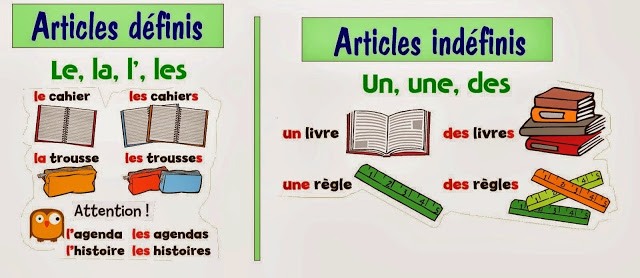 Articles définis
Le, la, l', les
le cahier les cahiers
la trousse les trousses
Attention !
l'agenda les agendas
l'histoire les histoires
Articles indéfinis
Un, une, des
un livre des livres
une règle des règles